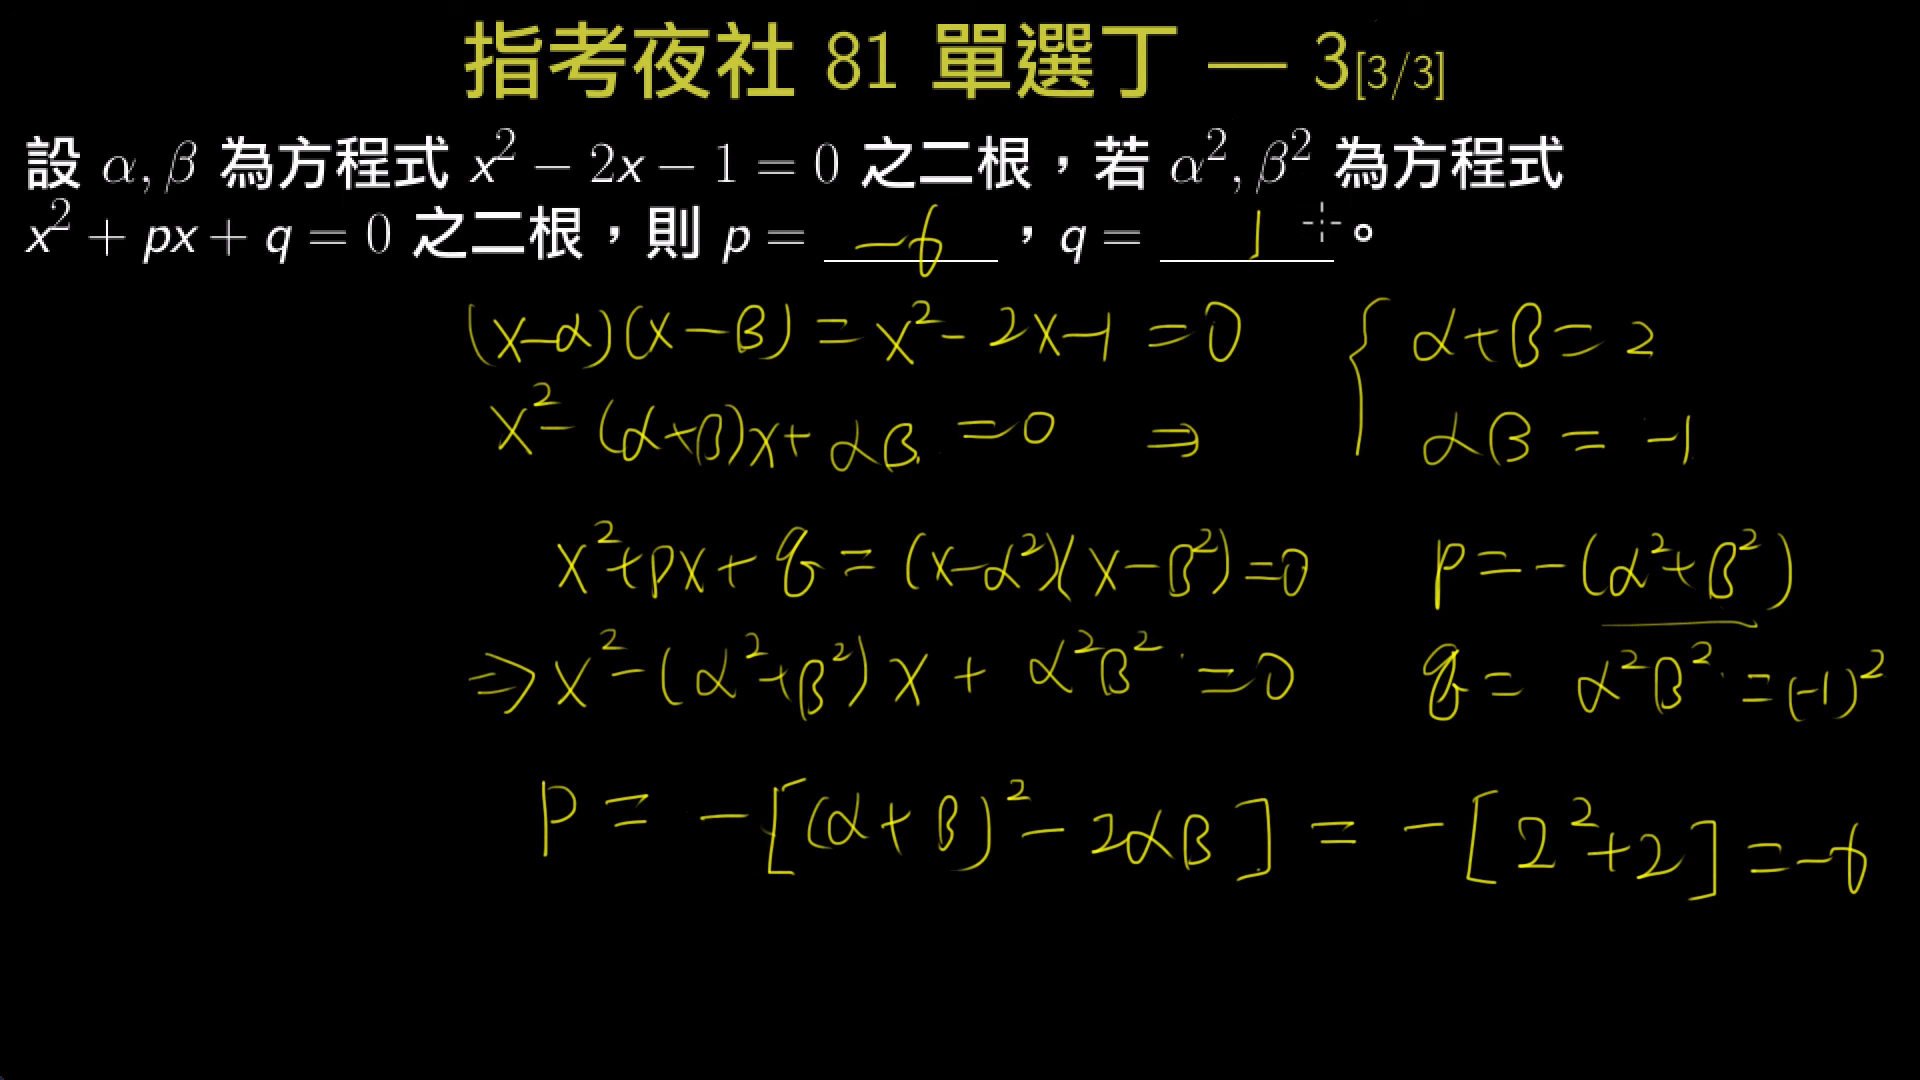 指考夜社 81 單選丁 — 3[3/3]
設 α, β 為方程式 x² − 2x − 1 = 0 之二根，若 α², β² 為方程式
x² + px + q = 0 之二根，則 p = -6 ，q = 1 。
(x-α)(x-β) = x² - 2x-1 = 0
x² - (α+β)x + αβ = 0 ⇒
{ α+β = 2
αβ = -1
x²+px+q = (x-α²)(x-β²)=0
p = -(α²+β²)
⇒ x² - (α²+β²)x + α²β² = 0
q = α²β² = (-1)²
P = -[(α+β)² - 2αβ] = -[2²+2] = -6